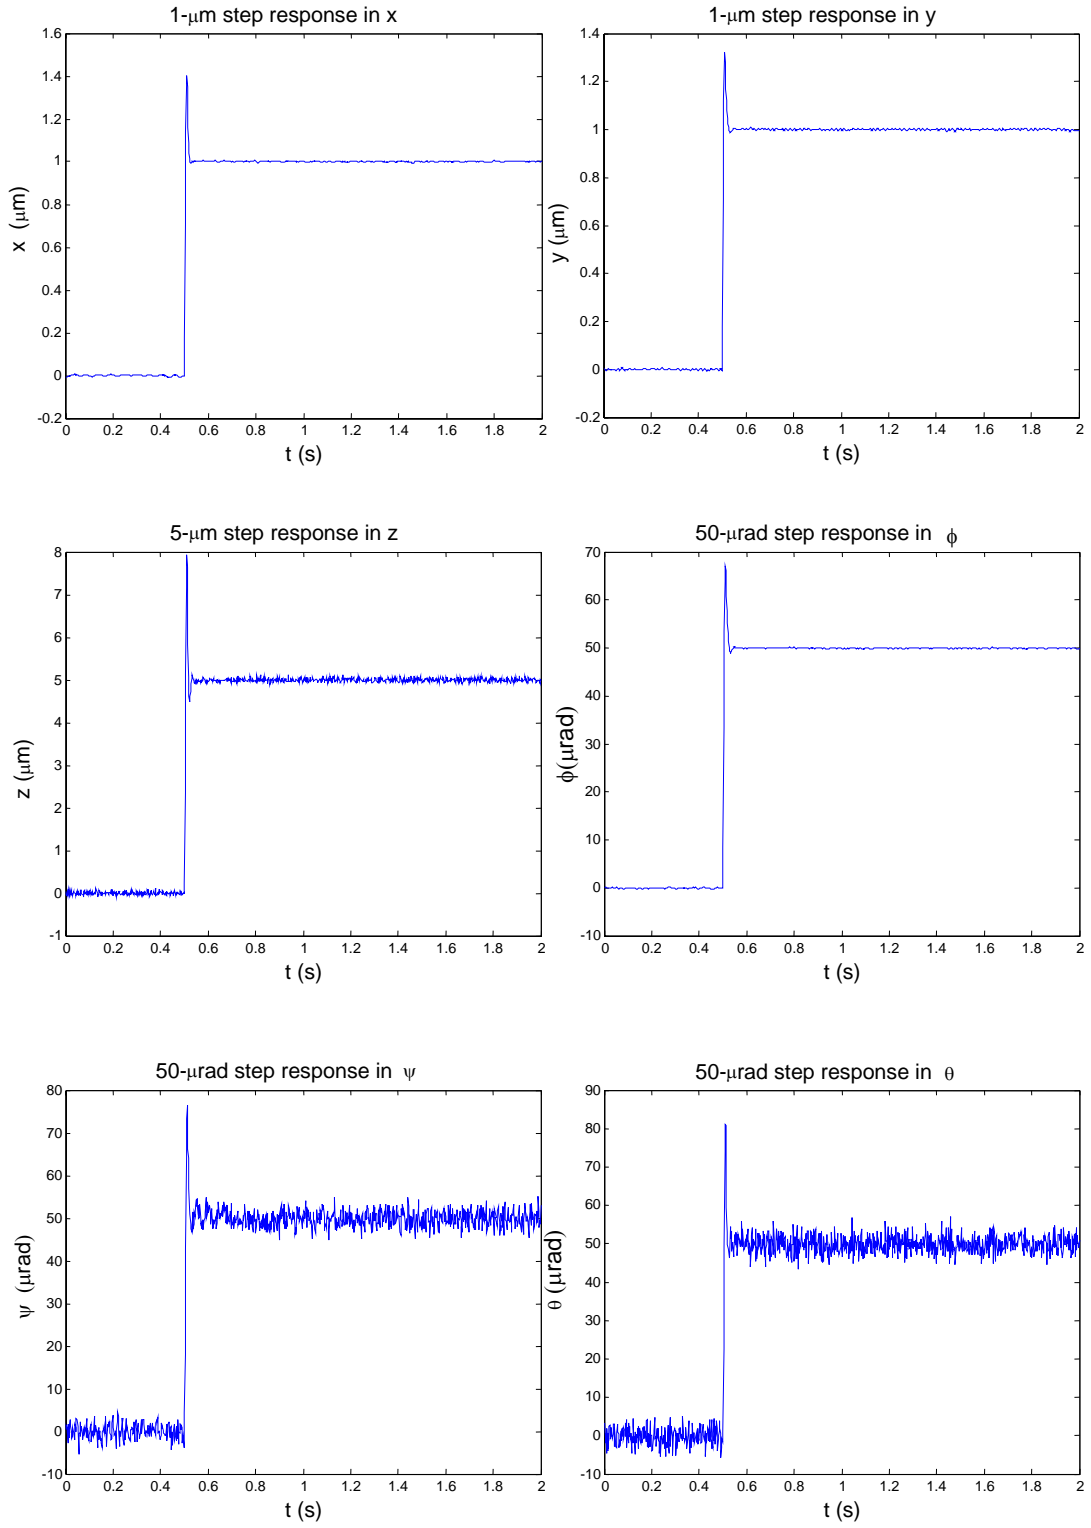 1-μm step response in x
1.6
1.4
1.2
1
0.8
0.6
0.4
0.2
0
-0.2
x (μm)
0 0.2 0.4 0.6 0.8 1 1.2 1.4 1.6 1.8 2
t (s)
1-μm step response in y
1.4
1.2
1
0.8
0.6
0.4
0.2
0
-0.2
y (μm)
0 0.2 0.4 0.6 0.8 1 1.2 1.4 1.6 1.8 2
t (s)
5-μm step response in z
8
7
6
5
4
3
2
1
0
-1
z (μm)
0 0.2 0.4 0.6 0.8 1 1.2 1.4 1.6 1.8 2
t (s)
50-μrad step response in ϕ
70
60
50
40
30
20
10
0
-10
ϕ(μrad)
0 0.2 0.4 0.6 0.8 1 1.2 1.4 1.6 1.8 2
t (s)
50-μrad step response in ψ
80
70
60
50
40
30
20
10
0
-10
ψ (μrad)
0 0.2 0.4 0.6 0.8 1 1.2 1.4 1.6 1.8 2
t (s)
50-μrad step response in θ
90
80
70
60
50
40
30
20
10
0
-10
θ (μrad)
0 0.2 0.4 0.6 0.8 1 1.2 1.4 1.6 1.8 2
t (s)